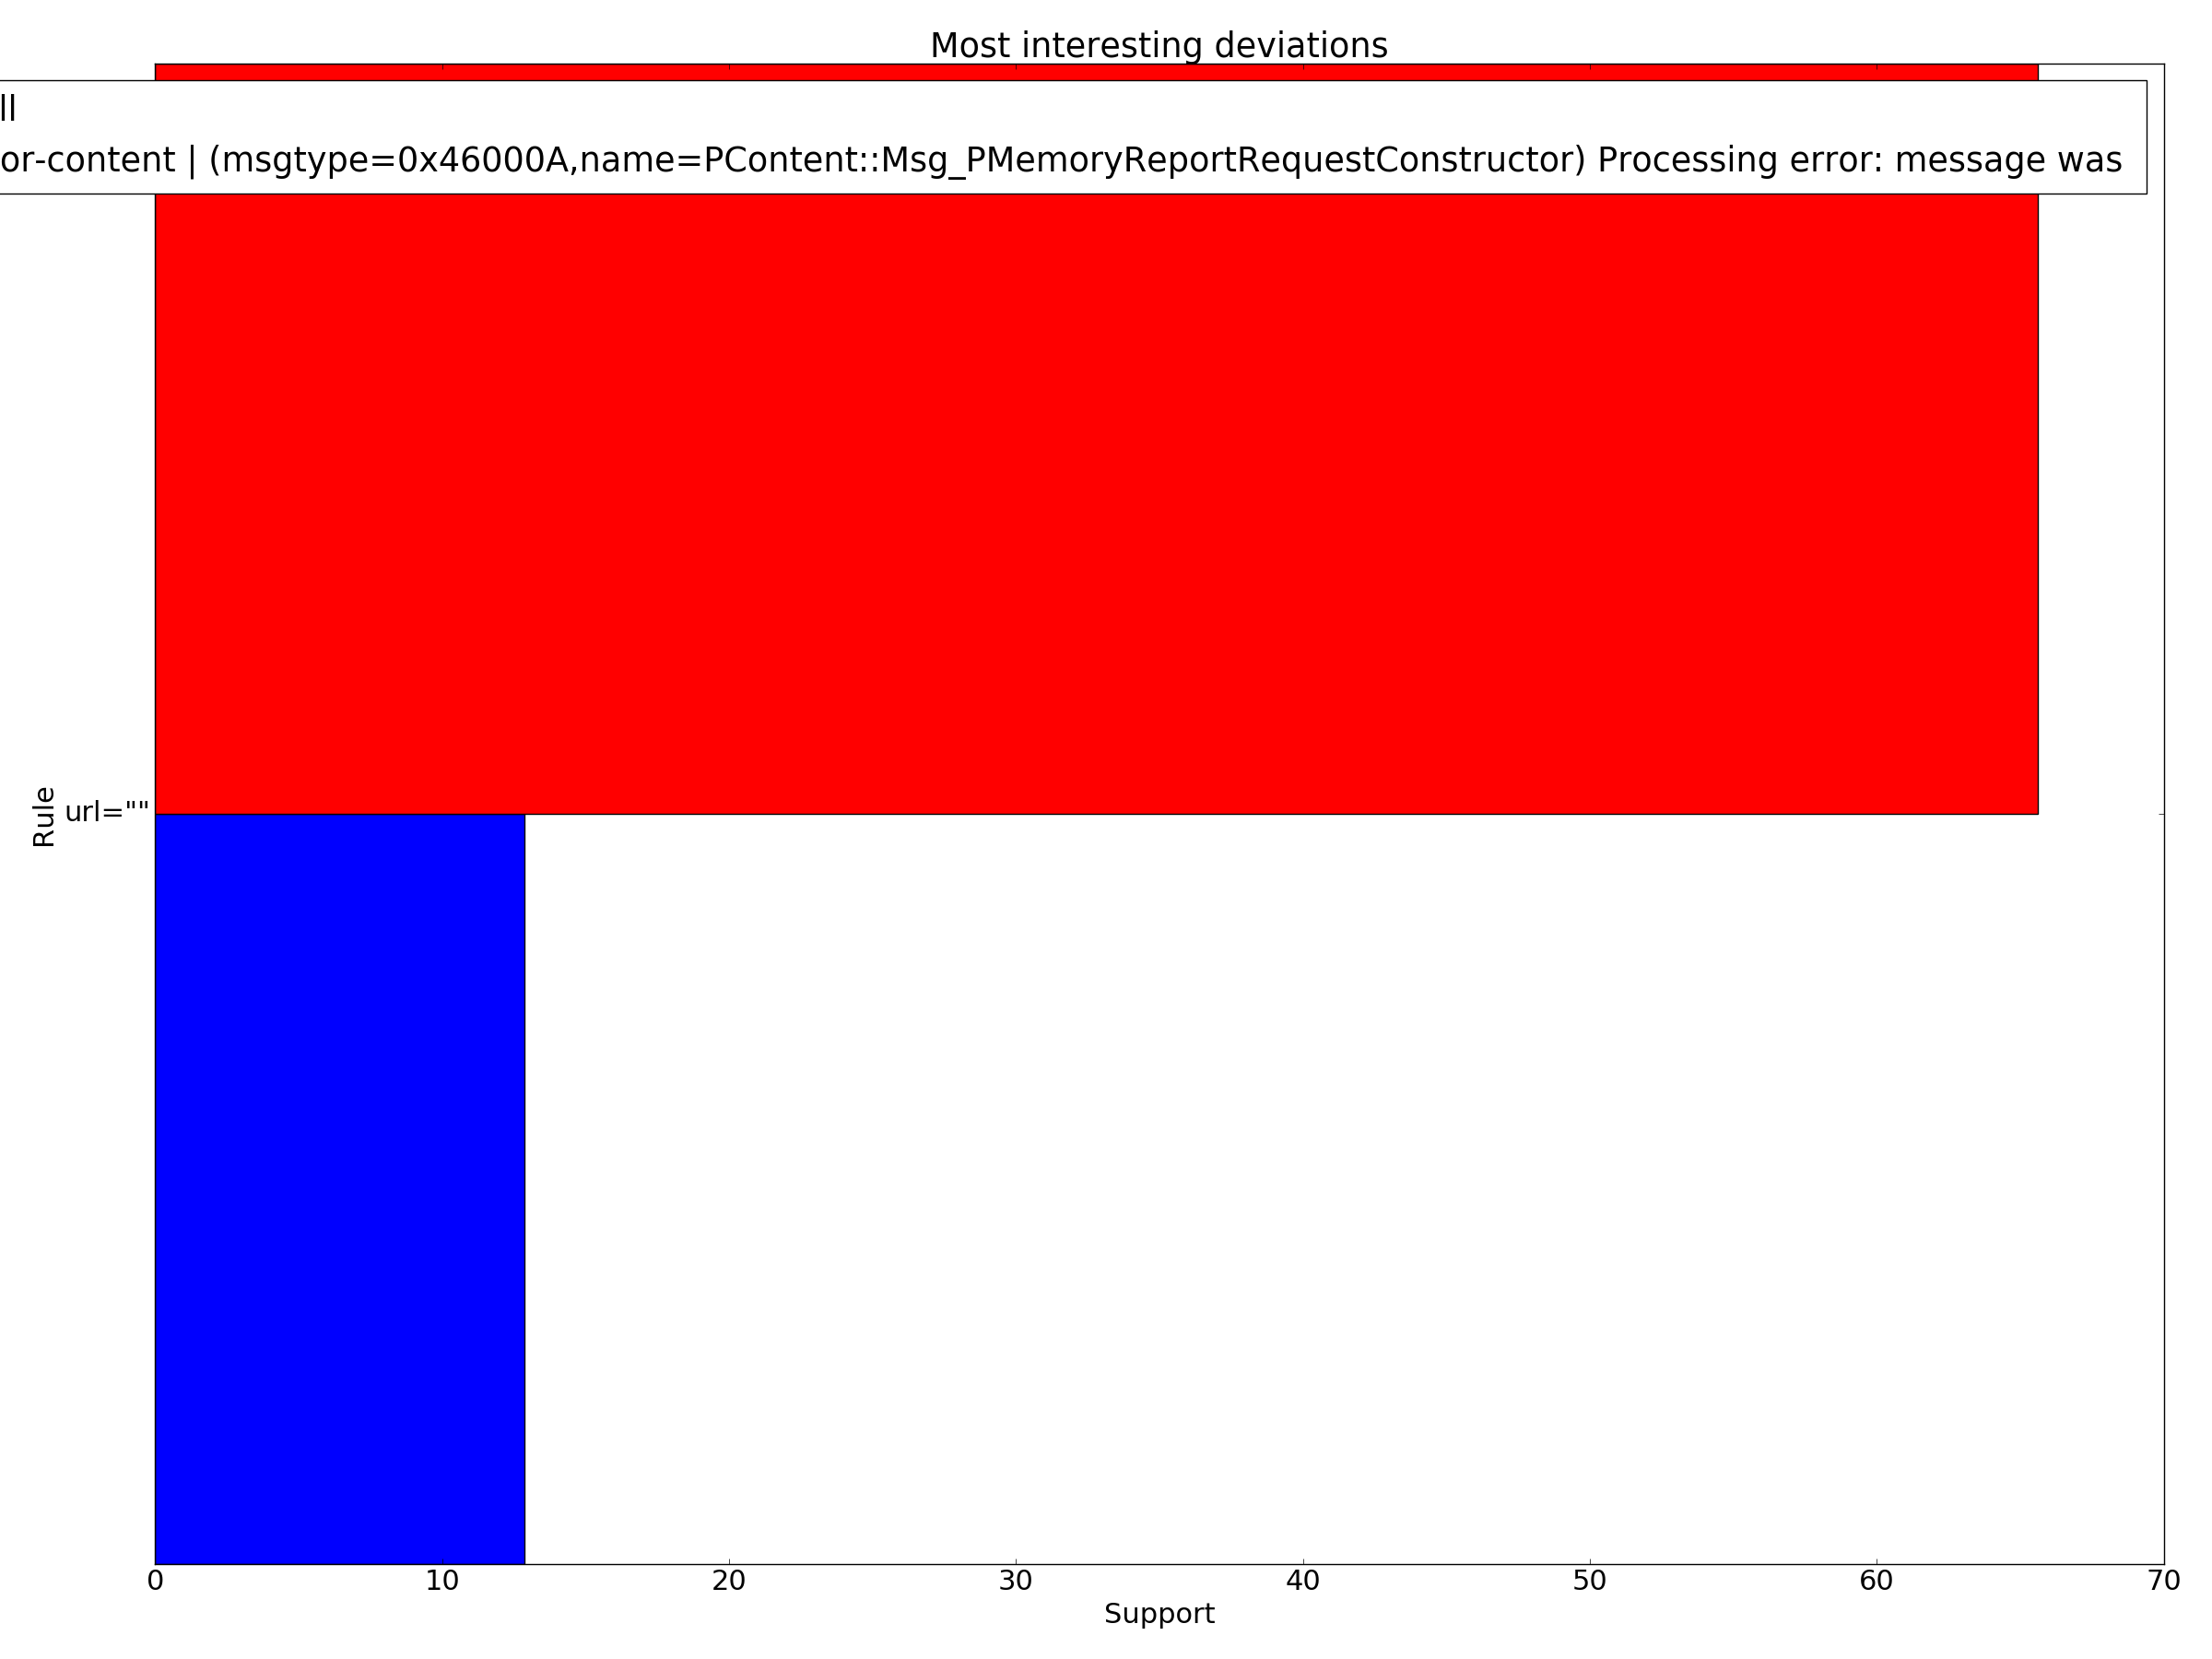 Most interesting deviations
ll
or-content | (msgtype=0x46000A,name=PContent::Msg_PMemoryReportRequestConstructor) Processing error: message was
Rule
url=""
0 10 20 30 40 50 60 70
Support